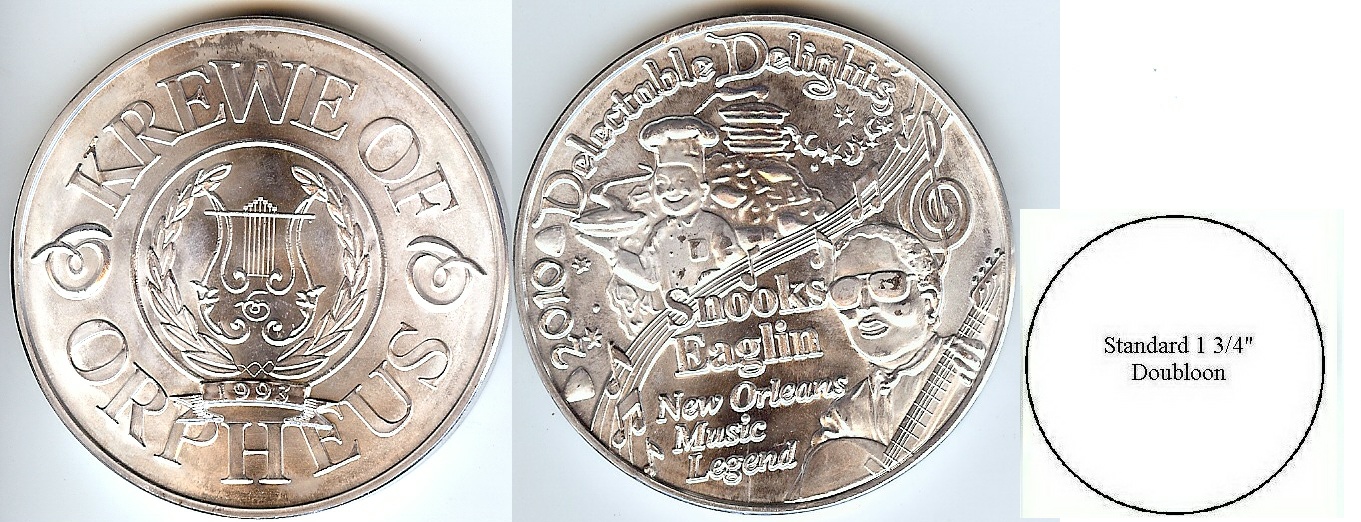 KREWE OF
ORPHEUS
1993
2010 Delectable Delights
Snooks
Eaglin
New Orleans
Music
Legend
Standard 1 3/4"
Doubloon